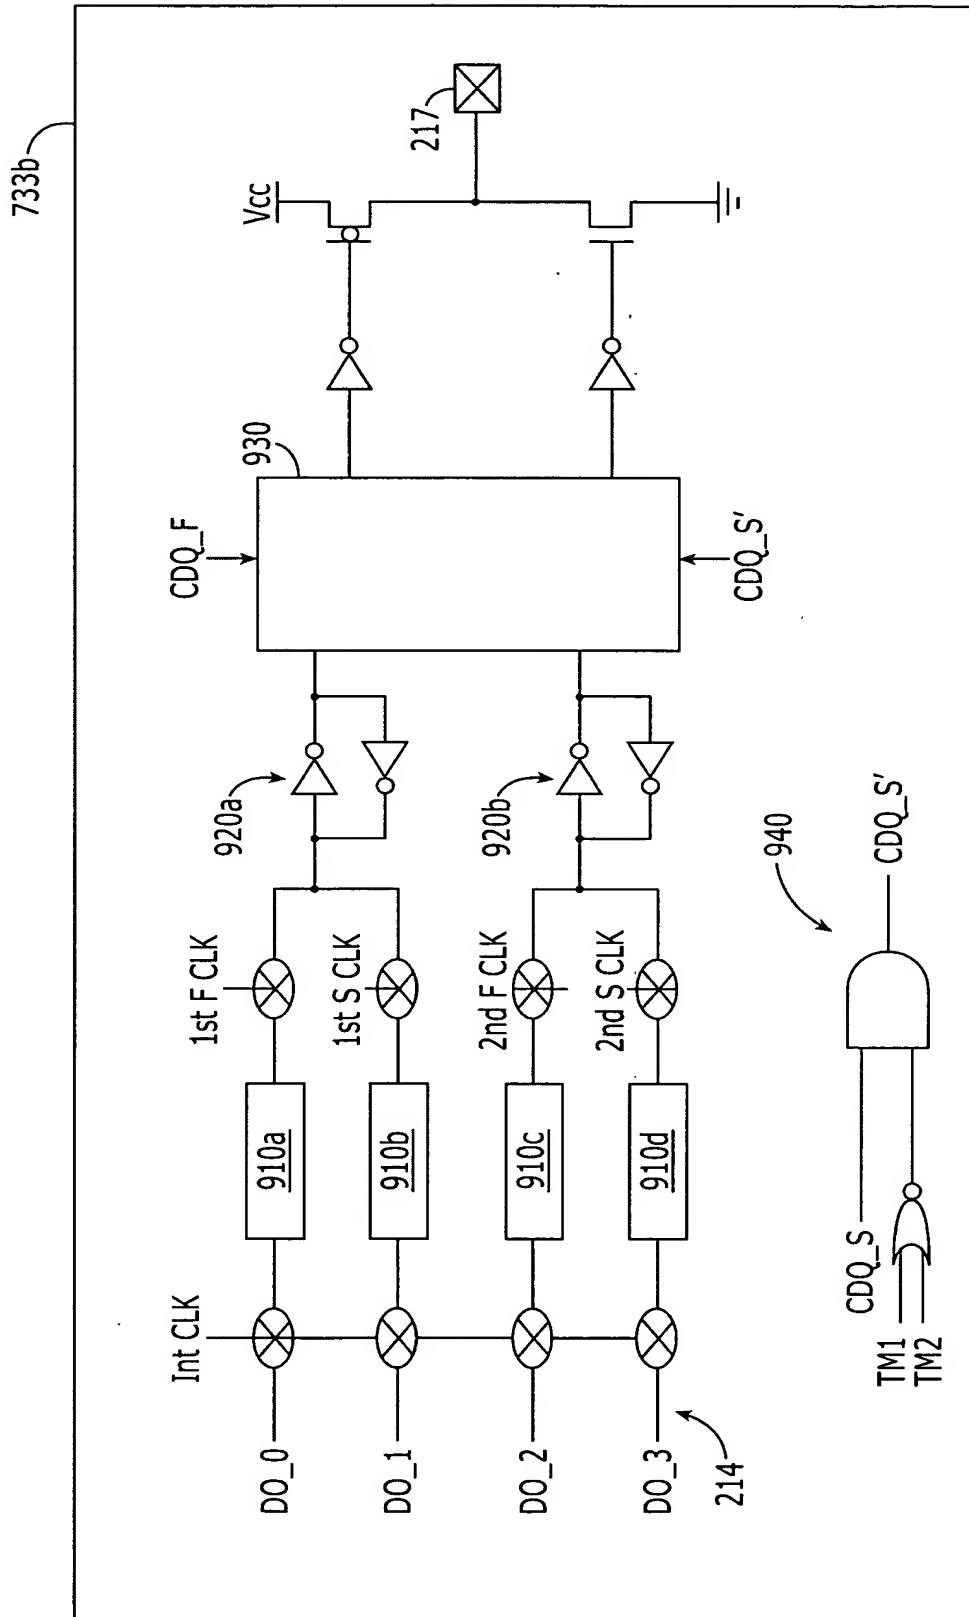 733b
Vcc
217
CDQ_F
930
CDQ_S'
920a
920b
1st F CLK
1st S CLK
2nd F CLK
2nd S CLK
910a
910b
910c
910d
Int CLK
DO_0
DO_1
DO_2
DO_3
214
940
CDQ_S
TM1
TM2
CDQ_S'